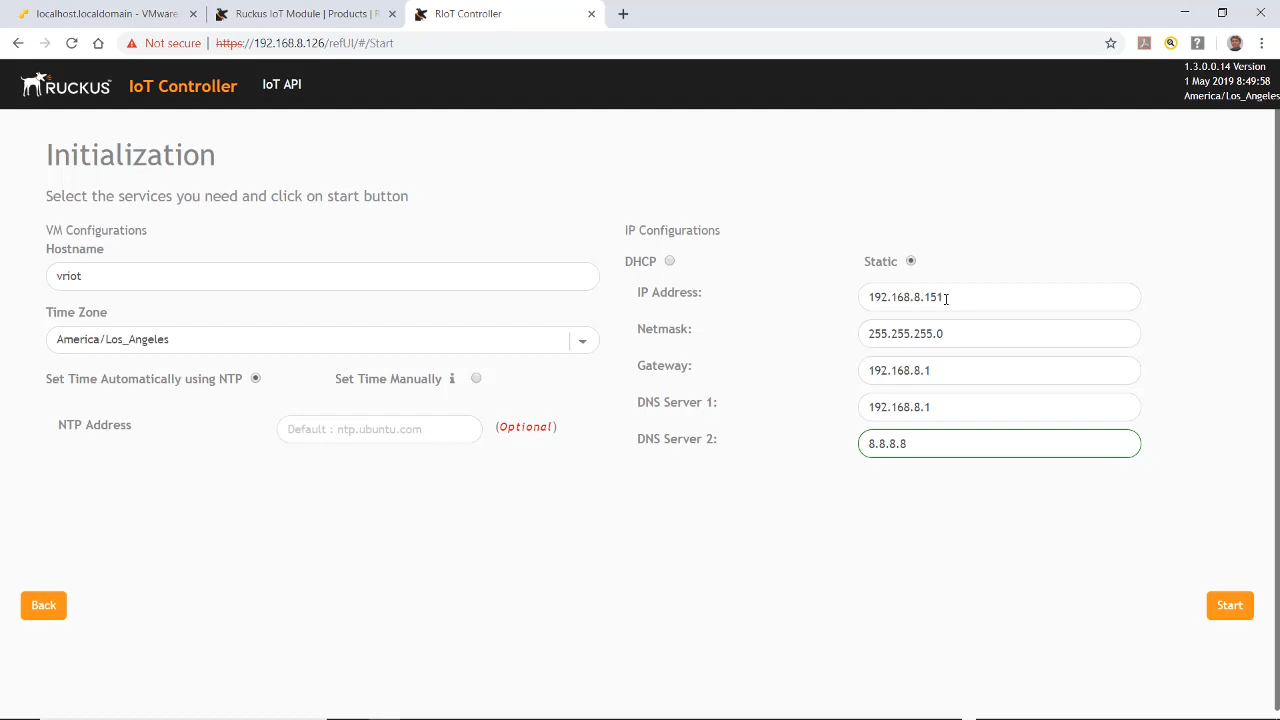 localhost.localdomain - VMware
Ruckus IoT Module | Products | R
RIoT Controller
Not secure | https://192.168.8.126/refUI/#/Start
RUCKUS IoT Controller IoT API
1.3.0.0.14 Version
1 May 2019 8:49:58
America/Los_Angeles
Initialization
Select the services you need and click on start button
VM Configurations
Hostname
vriot
Time Zone
America/Los_Angeles
Set Time Automatically using NTP
Set Time Manually i
NTP Address
Default : ntp.ubuntu.com
(Optional)
IP Configurations
DHCP
Static
IP Address:
192.168.8.151
Netmask:
255.255.255.0
Gateway:
192.168.8.1
DNS Server 1:
192.168.8.1
DNS Server 2:
8.8.8.8
Back
Start